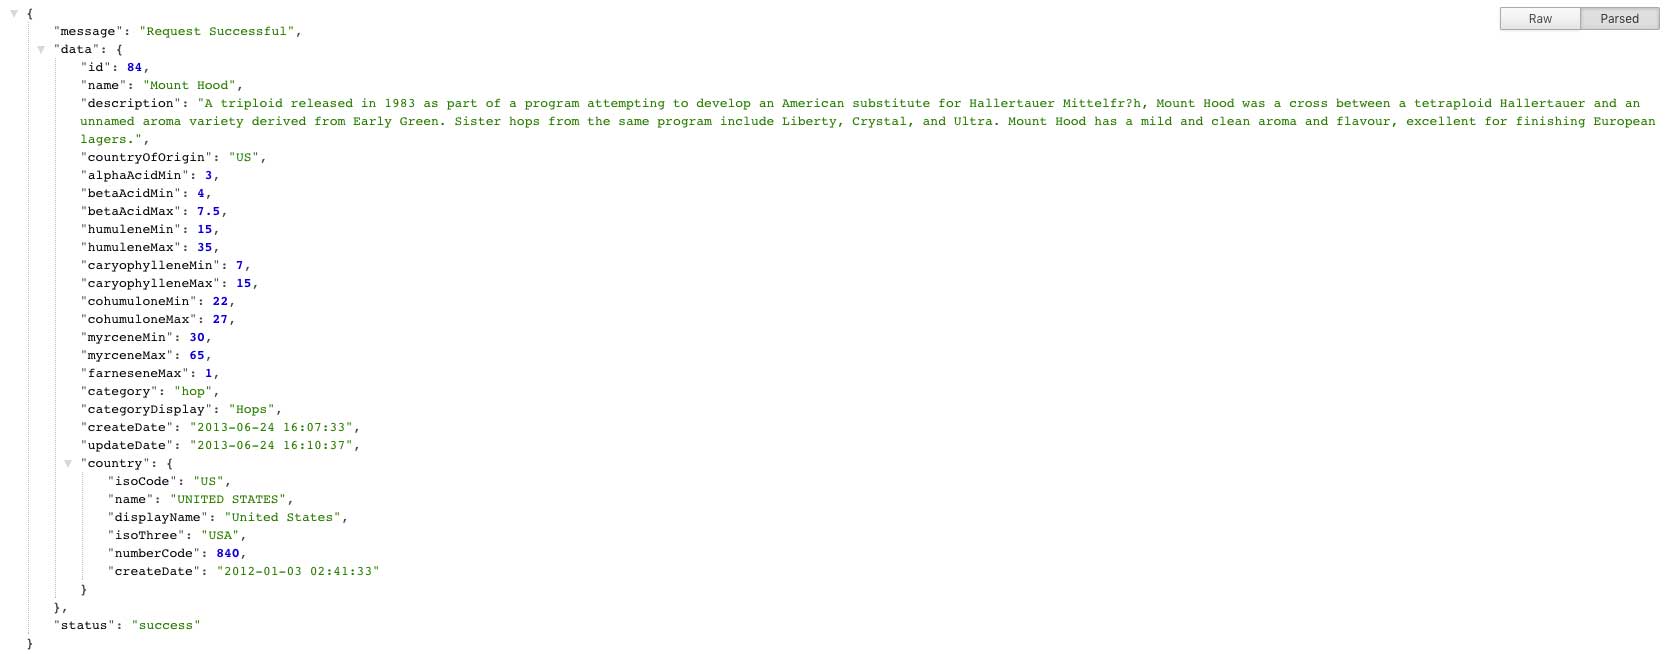 {
Raw Parsed
"message": "Request Successful",
"data": {
"id": 84,
"name": "Mount Hood",
"description": "A triploid released in 1983 as part of a program attempting to develop an American substitute for Hallertauer Mittelfr?h, Mount Hood was a cross between a tetraploid Hallertauer and an
unnamed aroma variety derived from Early Green. Sister hops from the same program include Liberty, Crystal, and Ultra. Mount Hood has a mild and clean aroma and flavour, excellent for finishing European
lagers.",
"countryOfOrigin": "US",
"alphaAcidMin": 3,
"betaAcidMin": 4,
"betaAcidMax": 7.5,
"humuleneMin": 15,
"humuleneMax": 35,
"caryophylleneMin": 7,
"caryophylleneMax": 15,
"cohumuloneMin": 22,
"cohumuloneMax": 27,
"myrceneMin": 30,
"myrceneMax": 65,
"farneseneMax": 1,
"category": "hop",
"categoryDisplay": "Hops",
"createDate": "2013-06-24 16:07:33",
"updateDate": "2013-06-24 16:10:37",
"country": {
"isoCode": "US",
"name": "UNITED STATES",
"displayName": "United States",
"isoThree": "USA",
"numberCode": 840,
"createDate": "2012-01-03 02:41:33"
}
},
"status": "success"
}